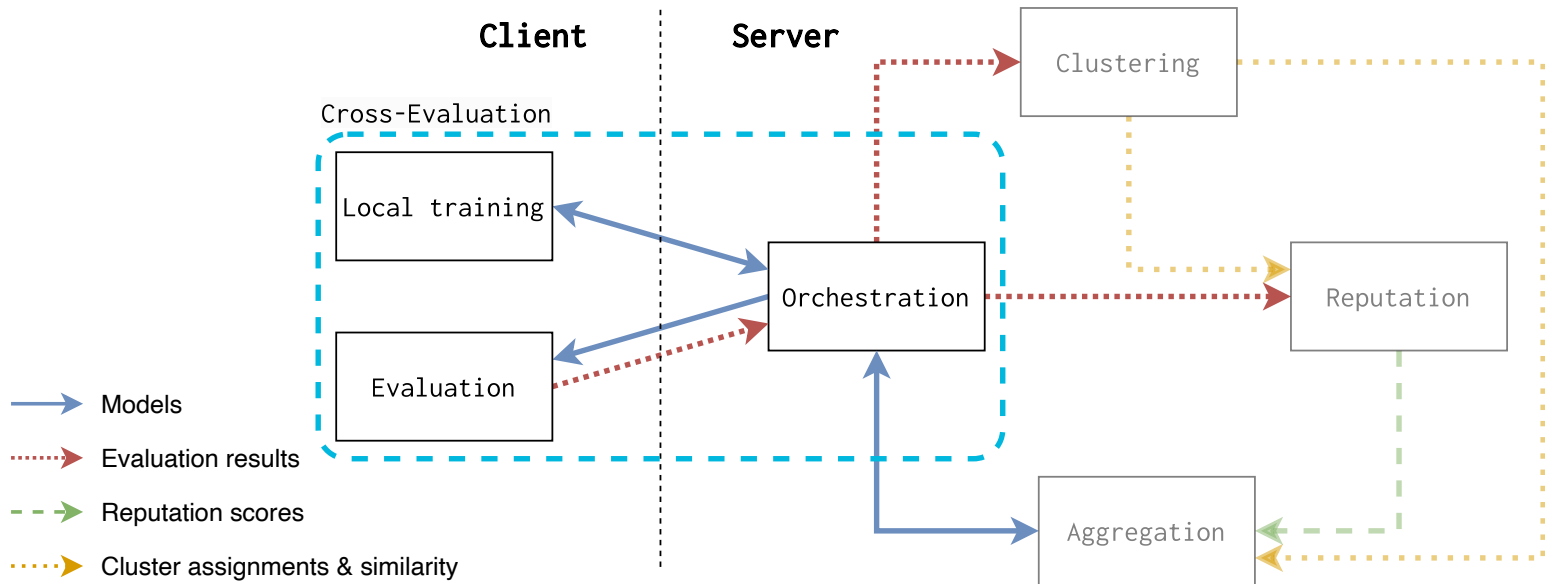 Client
Server
Clustering
Cross-Evaluation
Local training
Orchestration
Reputation
Evaluation
Models
Evaluation results
Reputation scores
Aggregation
Cluster assignments & similarity